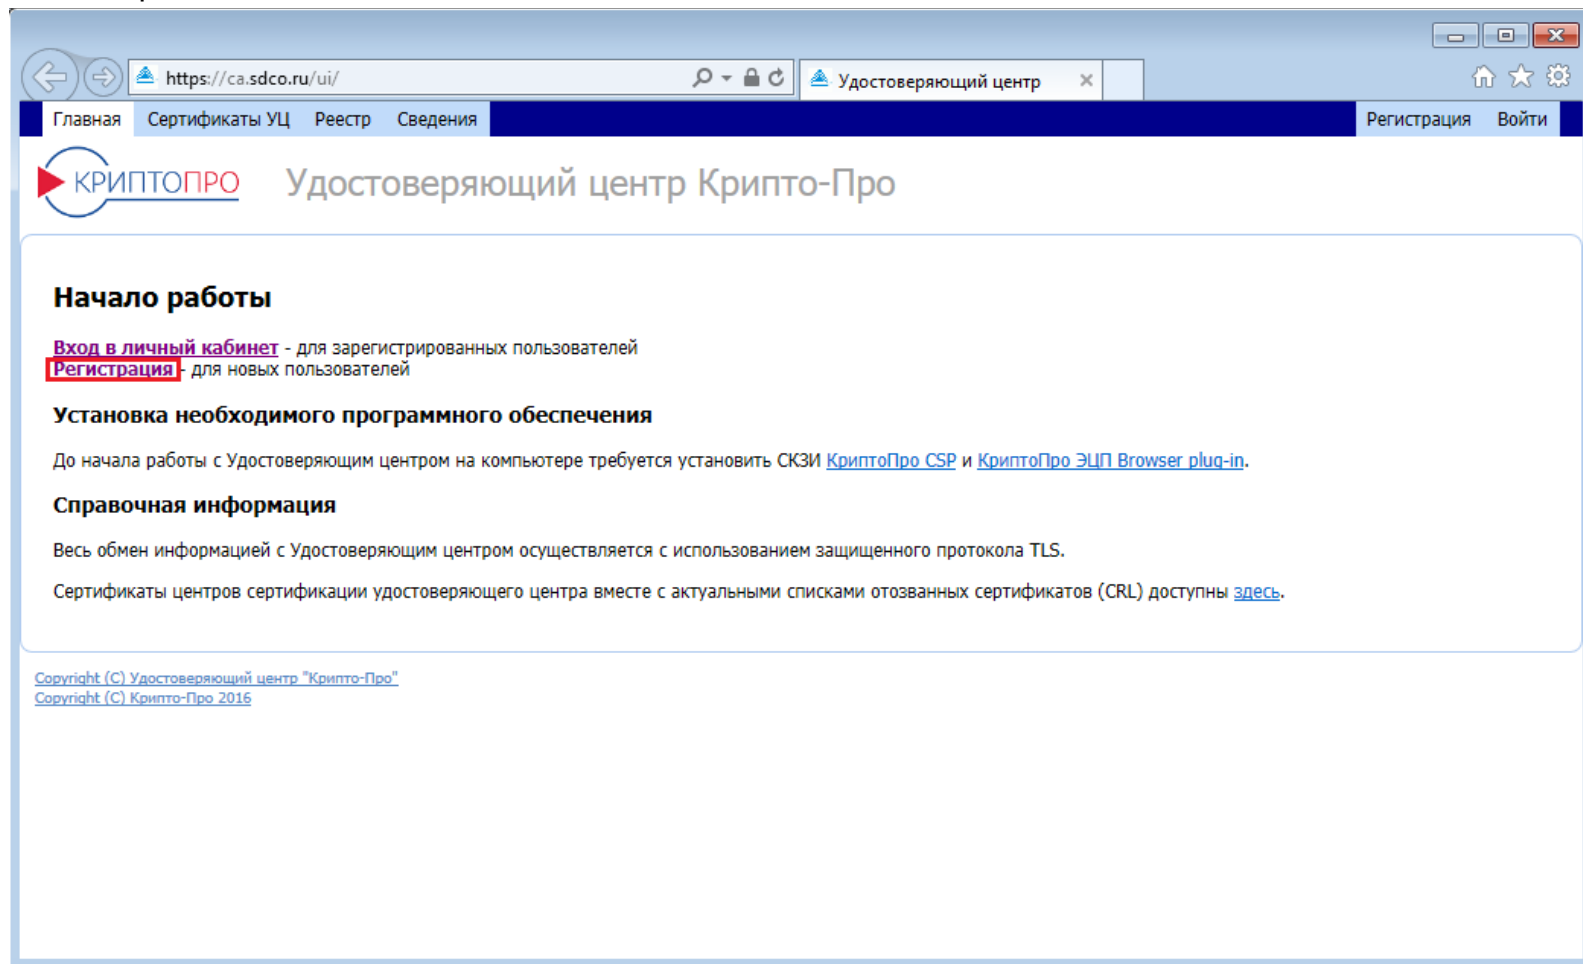 https://ca.sdco.ru/ui/
Удостоверяющий центр
Главная Сертификаты УЦ Реестр Сведения Регистрация Войти
КРИПТОПРО Удостоверяющий центр Крипто-Про
Начало работы
Вход в личный кабинет - для зарегистрированных пользователей
Регистрация - для новых пользователей
Установка необходимого программного обеспечения
До начала работы с Удостоверяющим центром на компьютере требуется установить СКЗИ КриптоПро CSP и КриптоПро ЭЦП Browser plug-in.
Справочная информация
Весь обмен информацией с Удостоверяющим центром осуществляется с использованием защищенного протокола TLS.
Сертификаты центров сертификации удостоверяющего центра вместе с актуальными списками отозванных сертификатов (CRL) доступны здесь.
Copyright (C) Удостоверяющий центр "Крипто-Про"
Copyright (C) Крипто-Про 2016